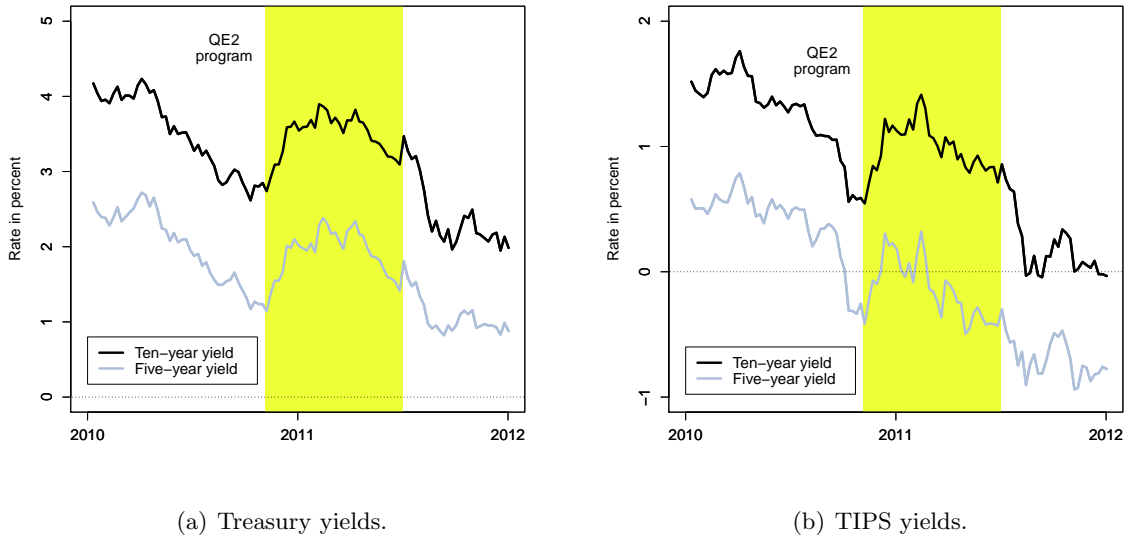 5
4
3
2
1
0
Rate in percent
QE2
program
Ten−year yield
Five−year yield
2010
2011
2012
(a) Treasury yields.
2
1
0
−1
Rate in percent
QE2
program
Ten−year yield
Five−year yield
2010
2011
2012
(b) TIPS yields.